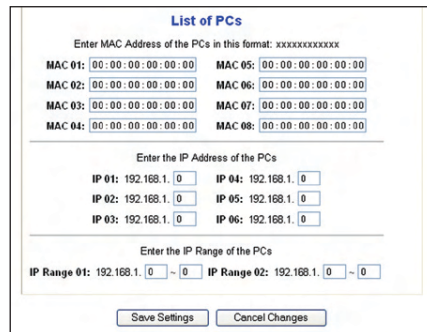 List of PCs
Enter MAC Address of the PCs in this format: xxxxxxxxxxxx
MAC 01: 00:00:00:00:00:00 MAC 05: 00:00:00:00:00:00
MAC 02: 00:00:00:00:00:00 MAC 06: 00:00:00:00:00:00
MAC 03: 00:00:00:00:00:00 MAC 07: 00:00:00:00:00:00
MAC 04: 00:00:00:00:00:00 MAC 08: 00:00:00:00:00:00
Enter the IP Address of the PCs
IP 01: 192.168.1. 0 IP 04: 192.168.1. 0
IP 02: 192.168.1. 0 IP 05: 192.168.1. 0
IP 03: 192.168.1. 0 IP 06: 192.168.1. 0
Enter the IP Range of the PCs
IP Range 01: 192.168.1. 0 ~ 0 IP Range 02: 192.168.1. 0 ~ 0
Save Settings Cancel Changes